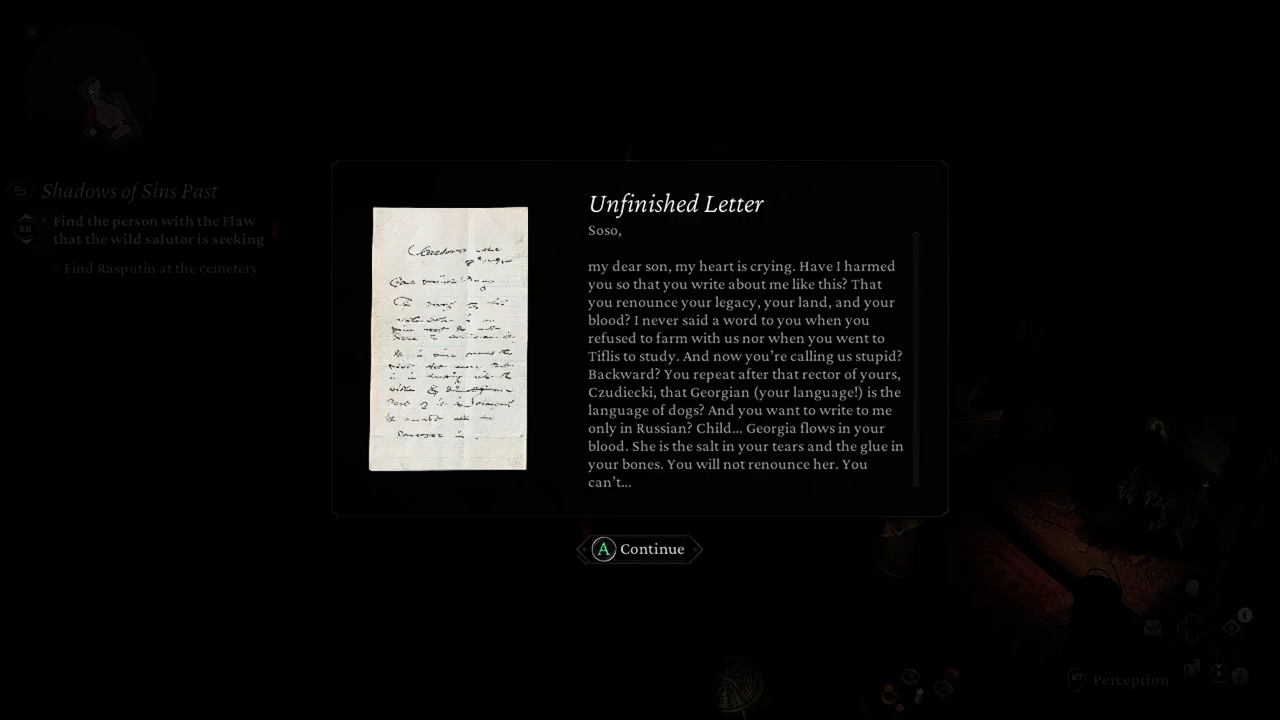 Shadows of Sins Past
Find the person with the Flaw
that the wild salutor is seeking
Find Rasputin at the cemetery
Unfinished Letter
Soso,
my dear son, my heart is crying. Have I harmed
you so that you write about me like this? That
you renounce your legacy, your land, and your
blood? I never said a word to you when you
refused to farm with us nor when you went to
Tiflis to study. And now you're calling us stupid?
Backward? You repeat after that rector of yours,
Czudiecki, that Georgian (your language!) is the
language of dogs? And you want to write to me
only in Russian? Child... Georgia flows in your
blood. She is the salt in your tears and the glue in
your bones. You will not renounce her. You
can't...
A Continue
1
RT Perception